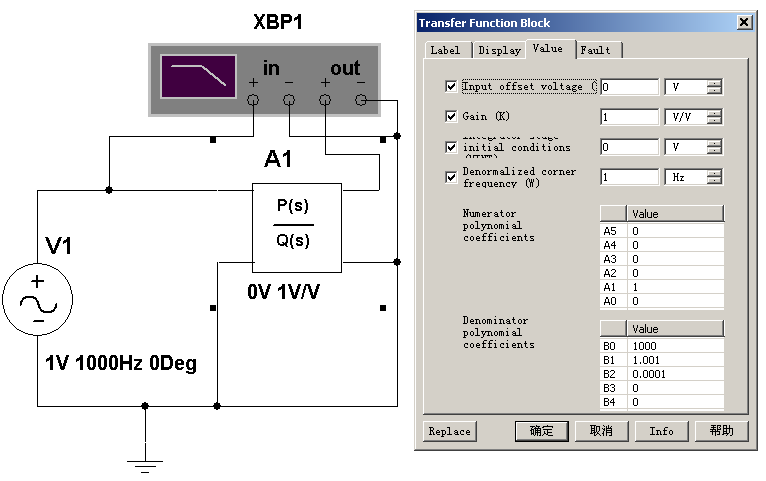 XBP1
in
out
+
−
+
−
A1
P(s)
Q(s)
V1
+
−
0V 1V/V
1V 1000Hz 0Deg
Transfer Function Block
Label Display Value Fault
Input offset voltage ( 0 V
Gain (K) 1 V/V
initial conditions 0 V
Denormalized corner
frequency (W) 1 Hz
Numerator
polynomial
coefficients
Value
A5 0
A4 0
A3 0
A2 0
A1 1
A0 0
Denominator
polynomial
coefficients
Value
B0 1000
B1 1.001
B2 0.0001
B3 0
B4 0
Replace 确定 取消 Info 帮助